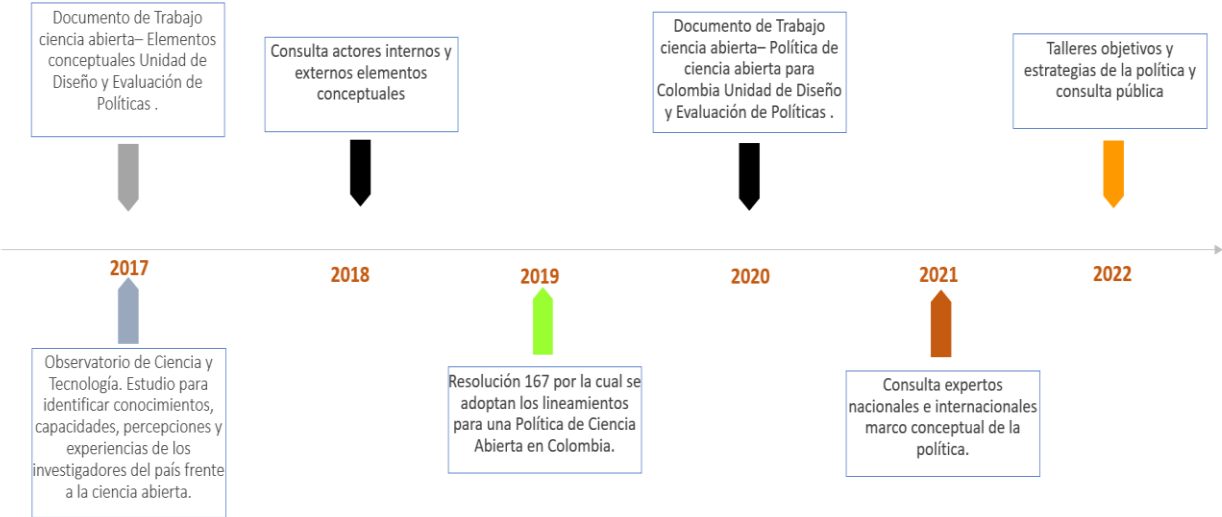 Documento de Trabajo
ciencia abierta– Elementos
conceptuales Unidad de
Diseño y Evaluación de
Políticas .
Consulta actores internos y
externos elementos
conceptuales
Documento de Trabajo
ciencia abierta– Política de
ciencia abierta para
Colombia Unidad de Diseño
y Evaluación de Políticas .
Talleres objetivos y
estrategias de la política y
consulta pública
2017
2018
2019
2020
2021
2022
Observatorio de Ciencia y
Tecnología. Estudio para
identificar conocimientos,
capacidades, percepciones y
experiencias de los
investigadores del país frente
a la ciencia abierta.
Resolución 167 por la cual se
adoptan los lineamientos
para una Política de Ciencia
Abierta en Colombia.
Consulta expertos
nacionales e internacionales
marco conceptual de la
política.